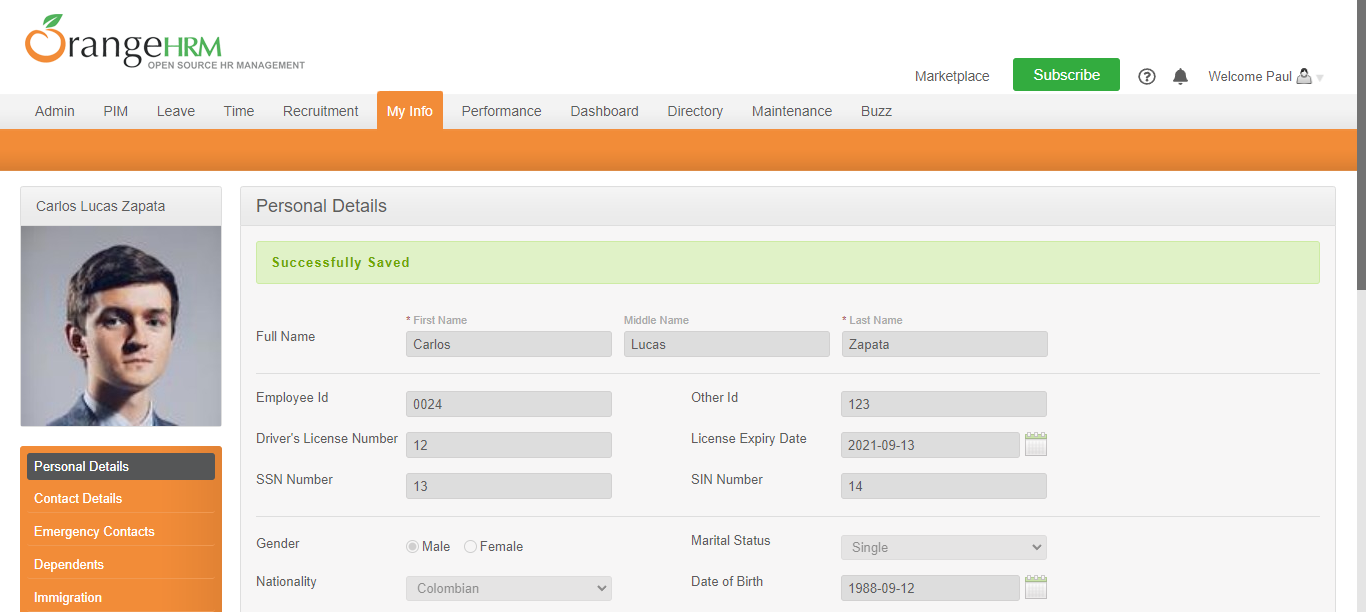 OrangeHRM
OPEN SOURCE HR MANAGEMENT
Marketplace Subscribe Welcome Paul
Admin PIM Leave Time Recruitment My Info Performance Dashboard Directory Maintenance Buzz
Carlos Lucas Zapata
Personal Details
Successfully Saved
* First Name Middle Name * Last Name
Full Name Carlos Lucas Zapata
Employee Id 0024 Other Id 123
Driver's License Number 12 License Expiry Date 2021-09-13
SSN Number 13 SIN Number 14
Gender Male Female Marital Status Single
Nationality Colombian Date of Birth 1988-09-12
Personal Details
Contact Details
Emergency Contacts
Dependents
Immigration